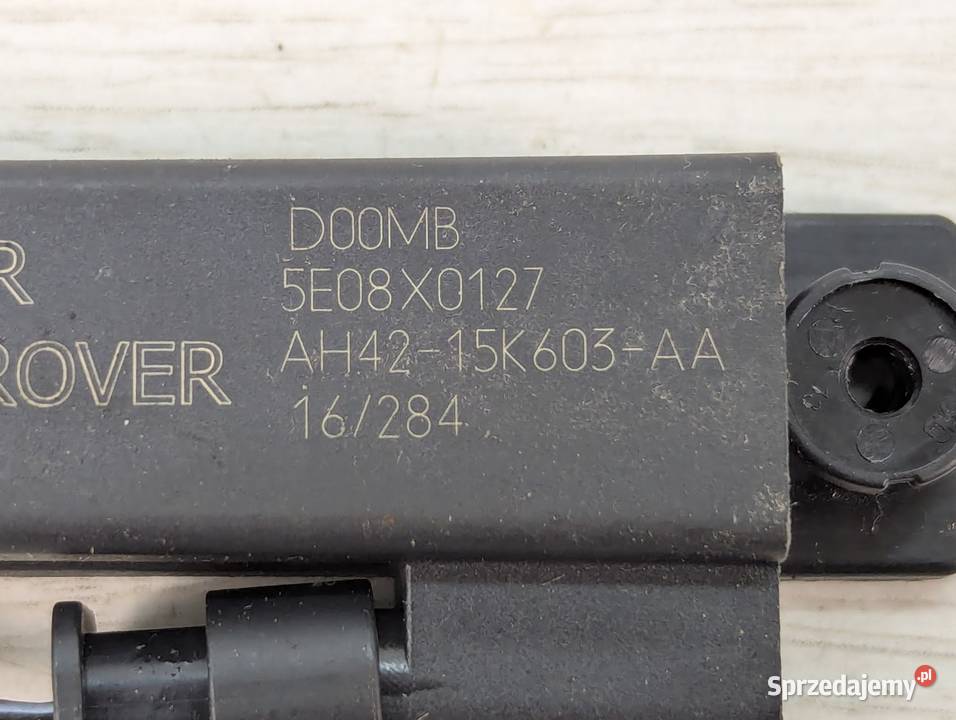 D00MB
5E08X0127
R
AH42-15K603-AA
ROVER
16/284
Sprzedajemy.pl